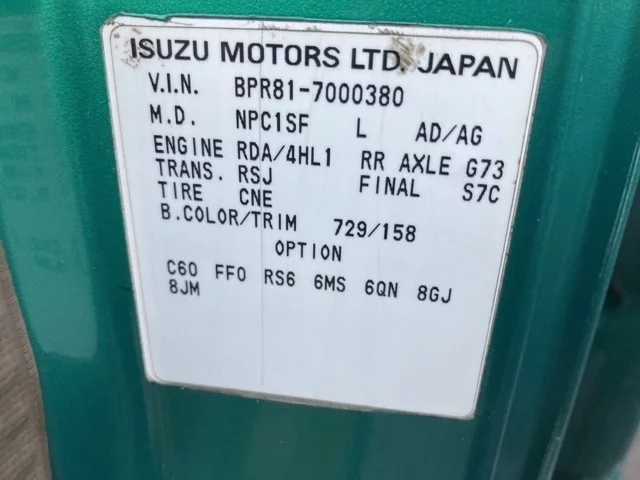 ISUZU MOTORS LTD. JAPAN
V.I.N. BPR81-7000380
M.D. NPC1SF L AD/AG
ENGINE RDA/4HL1 RR AXLE G73
TRANS. RSJ FINAL S7C
TIRE CNE
B.COLOR/TRIM 729/158
OPTION
C60 FF0 RS6 6MS 6QN 8GJ
8JM